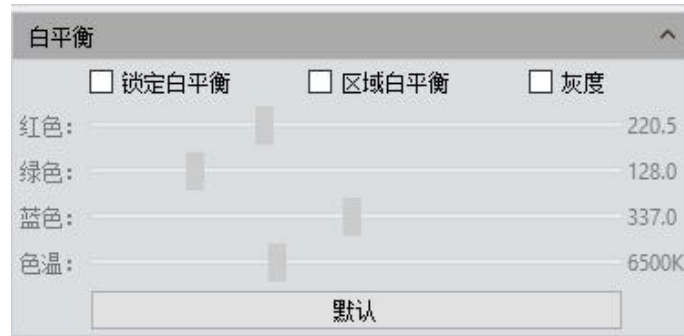 白平衡
锁定白平衡 区域白平衡 灰度
红色： 220.5
绿色： 128.0
蓝色： 337.0
色温： 6500K
默认